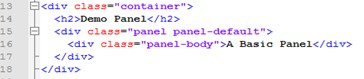 13 <div class="container">
14 <h2>Demo Panel</h2>
15 <div class="panel panel-default">
16 <div class="panel-body">A Basic Panel</div>
17 </div>
18 </div>